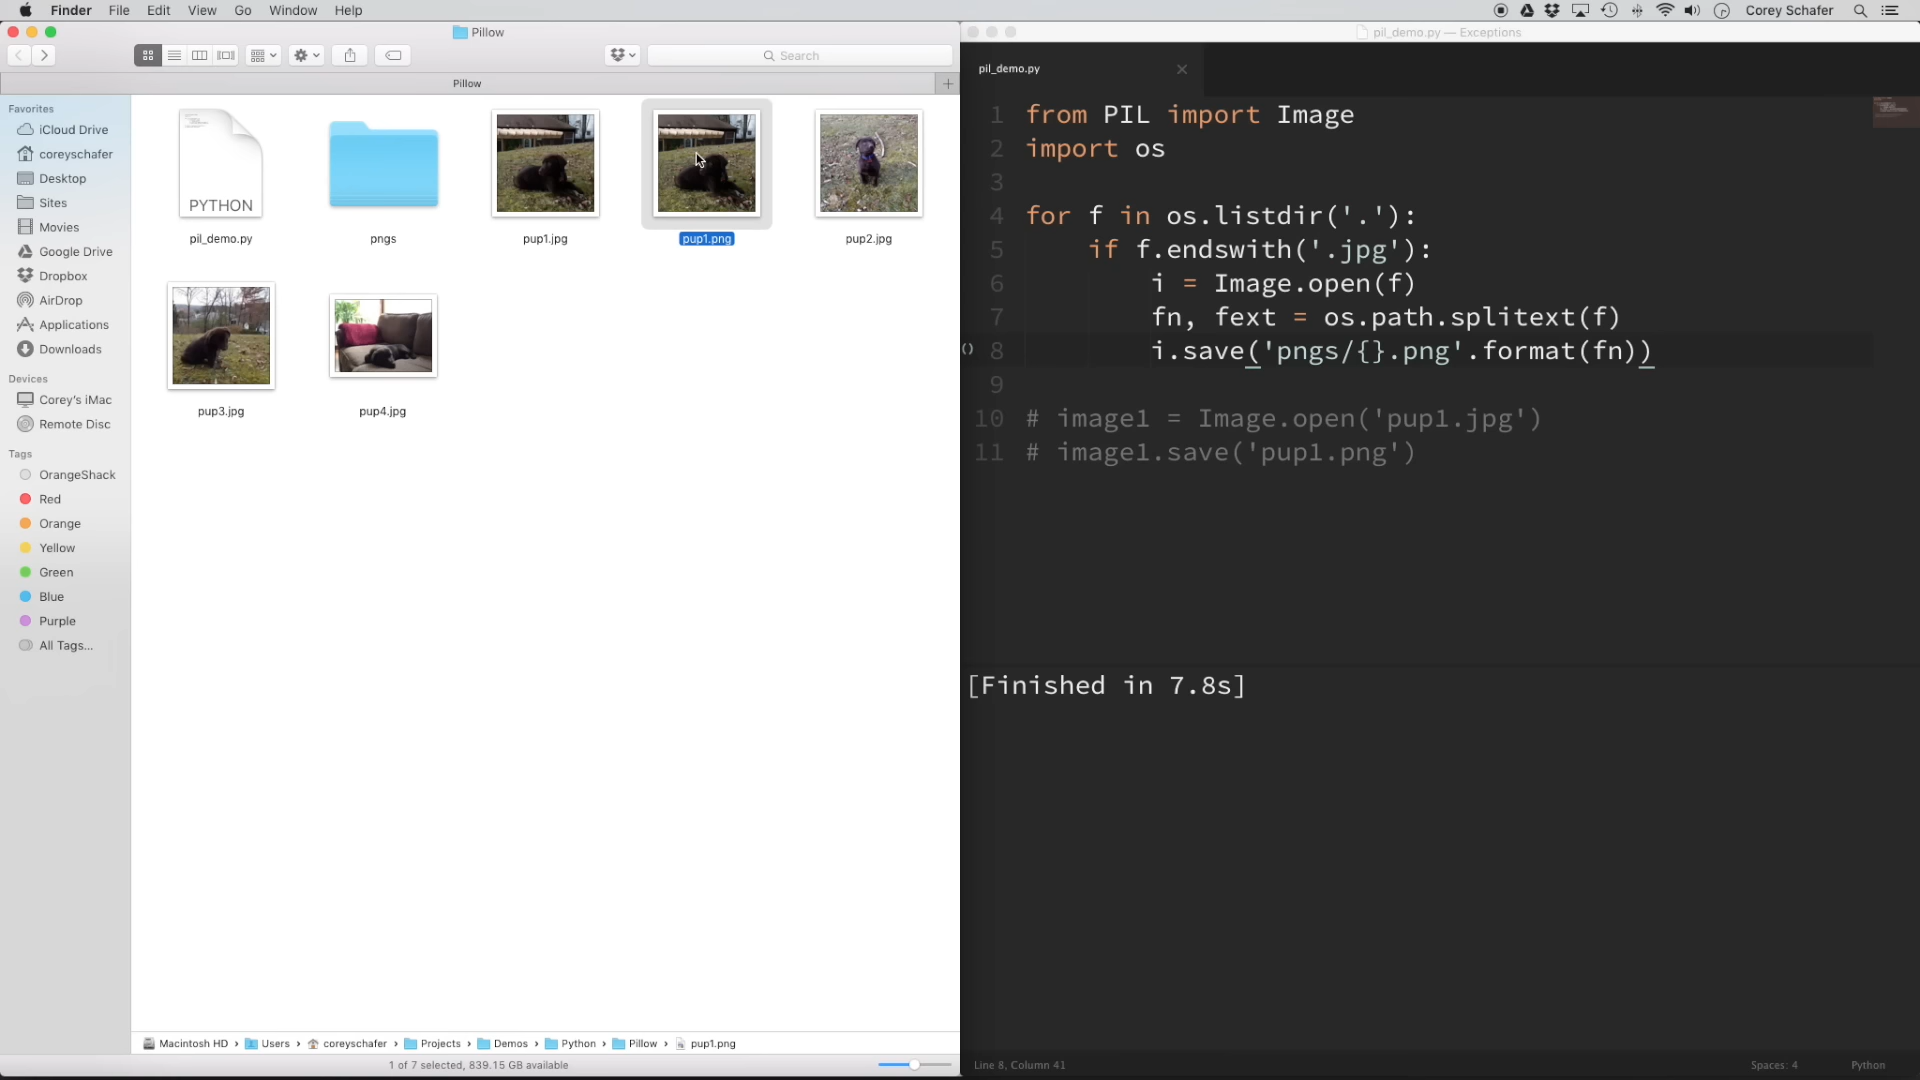 Finder File Edit View Go Window Help
Corey Schafer
Pillow
Search
Pillow
Favorites
iCloud Drive
coreyschafer
Desktop
Sites
Movies
Google Drive
Dropbox
AirDrop
Applications
Downloads
Devices
Corey's iMac
Remote Disc
Tags
OrangeShack
Red
Orange
Yellow
Green
Blue
Purple
All Tags...
PYTHON
pil_demo.py pngs pup1.jpg pup1.png pup2.jpg
pup3.jpg pup4.jpg
Macintosh HD › Users › coreyschafer › Projects › Demos › Python › Pillow › pup1.png
1 of 7 selected, 839.15 GB available
pil_demo.py — Exceptions
pil_demo.py
1 from PIL import Image
2 import os
3
4 for f in os.listdir('.'):
5 if f.endswith('.jpg'):
6 i = Image.open(f)
7 fn, fext = os.path.splitext(f)
() 8 i.save('pngs/{}.png'.format(fn))
9
10 # image1 = Image.open('pup1.jpg')
11 # image1.save('pup1.png')
[Finished in 7.8s]
Line 8, Column 41 Spaces: 4 Python